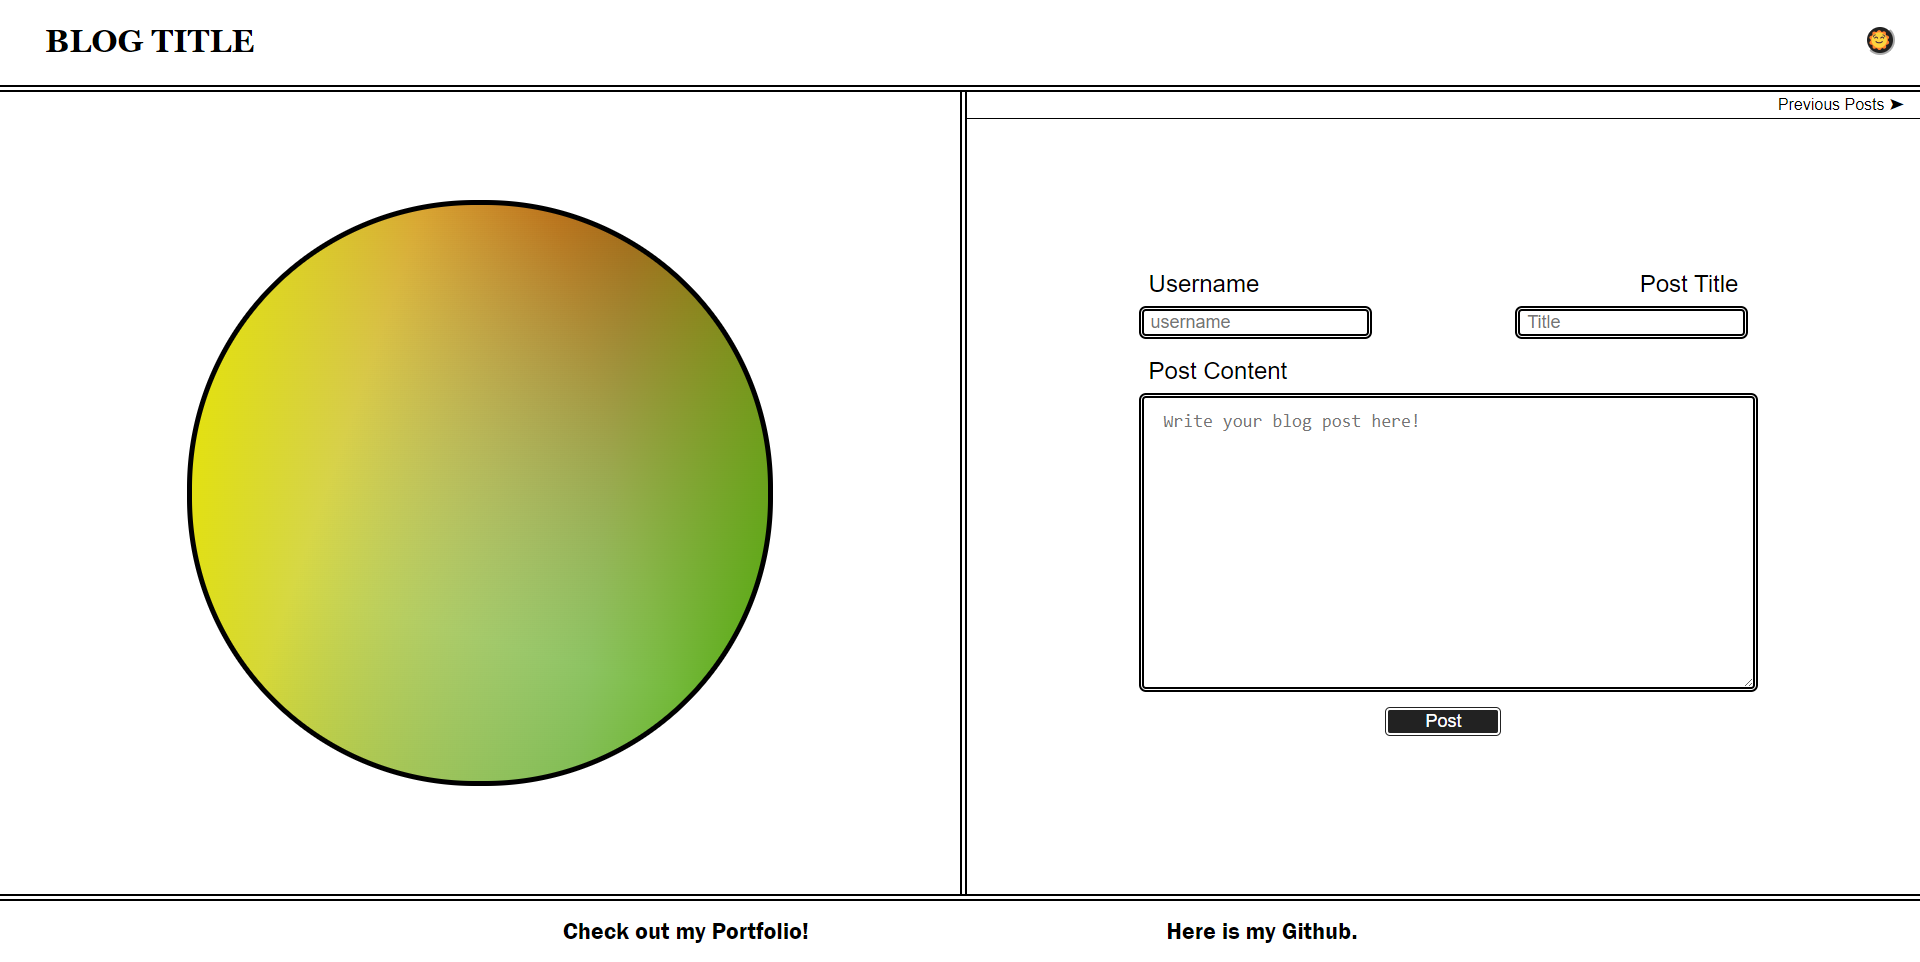 BLOG TITLE
Previous Posts ➤
Username
Post Title
username
Title
Post Content
Write your blog post here!
Post
Check out my Portfolio!
Here is my Github.